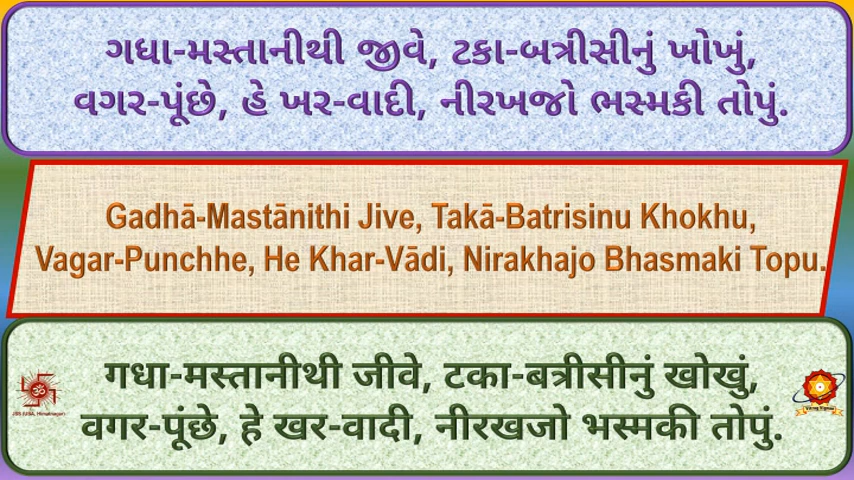 ગધા-મસ્તાનીથી જીવે, ટકા-બત્રીસીનું ખોખું,
વગર-પૂંછે, હે ખર-વાદી, નીરખજો ભસ્મકી તોપું.
Gadhā-Mastānithi Jive, Takā-Batrisinu Khokhu,
Vagar-Punchhe, He Khar-Vādi, Nirakhajo Bhasmaki Topu.
गधा-मस्तानीथी जीवे, टका-बत्रीसीनुं खोखुं,
वगर-पूंछे, हे खर-वादी, नीरखजो भस्मकी तोपुं.